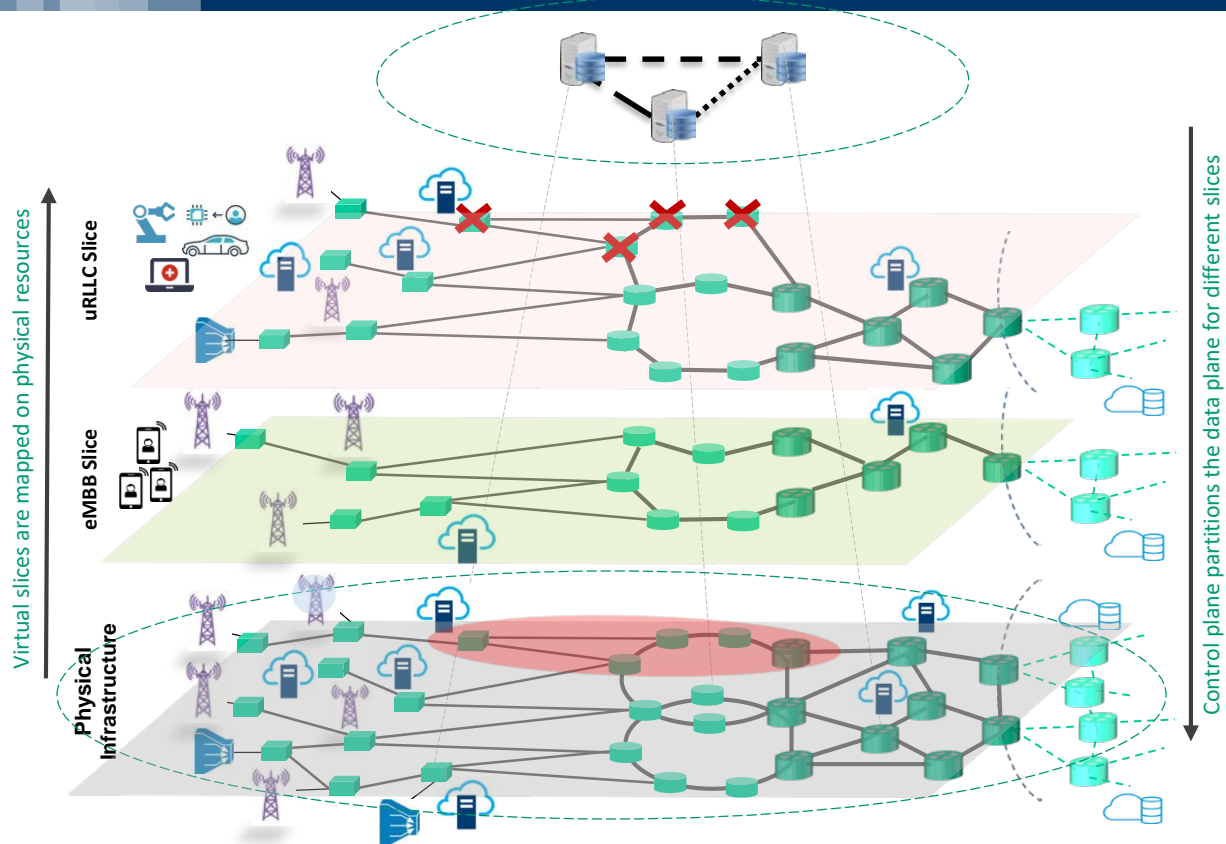 Virtual slices are mapped on physical resources
uRLLC Slice
eMBB Slice
Physical
Infrastructure
Control plane partitions the data plane for different slices